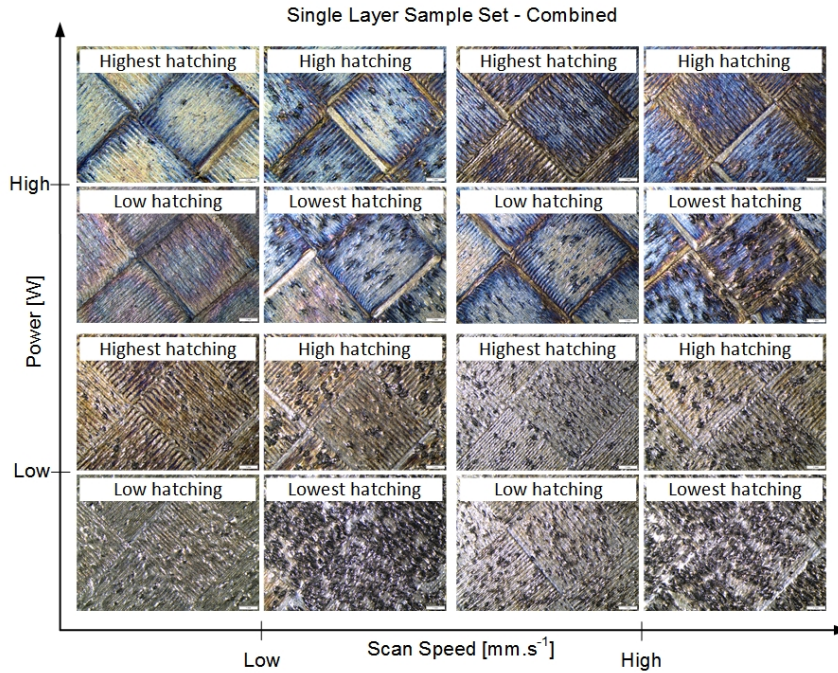 Single Layer Sample Set - Combined
Highest hatching
High hatching
Highest hatching
High hatching
High
Low hatching
Lowest hatching
Low hatching
Lowest hatching
Power [W]
Highest hatching
High hatching
Highest hatching
High hatching
Low
Low hatching
Lowest hatching
Low hatching
Lowest hatching
Scan Speed [mm.s⁻¹]
Low
High